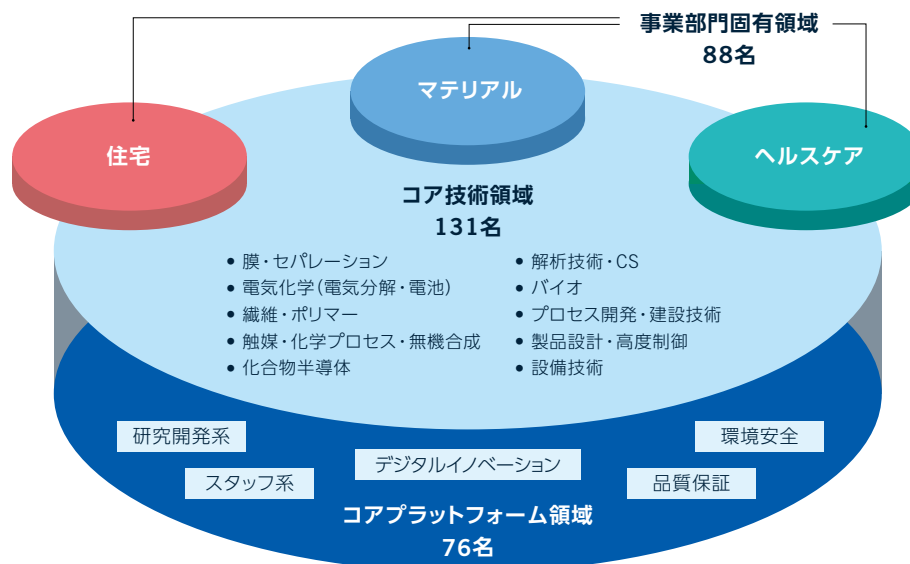 事業部門固有領域
88名
マテリアル
住宅
ヘルスケア
コア技術領域
131名
• 膜・セパレーション
• 電気化学(電気分解・電池)
• 繊維・ポリマー
• 触媒・化学プロセス・無機合成
• 化合物半導体
• 解析技術・CS
• バイオ
• プロセス開発・建設技術
• 製品設計・高度制御
• 設備技術
研究開発系
スタッフ系
デジタルイノベーション
品質保証
環境安全
コアプラットフォーム領域
76名